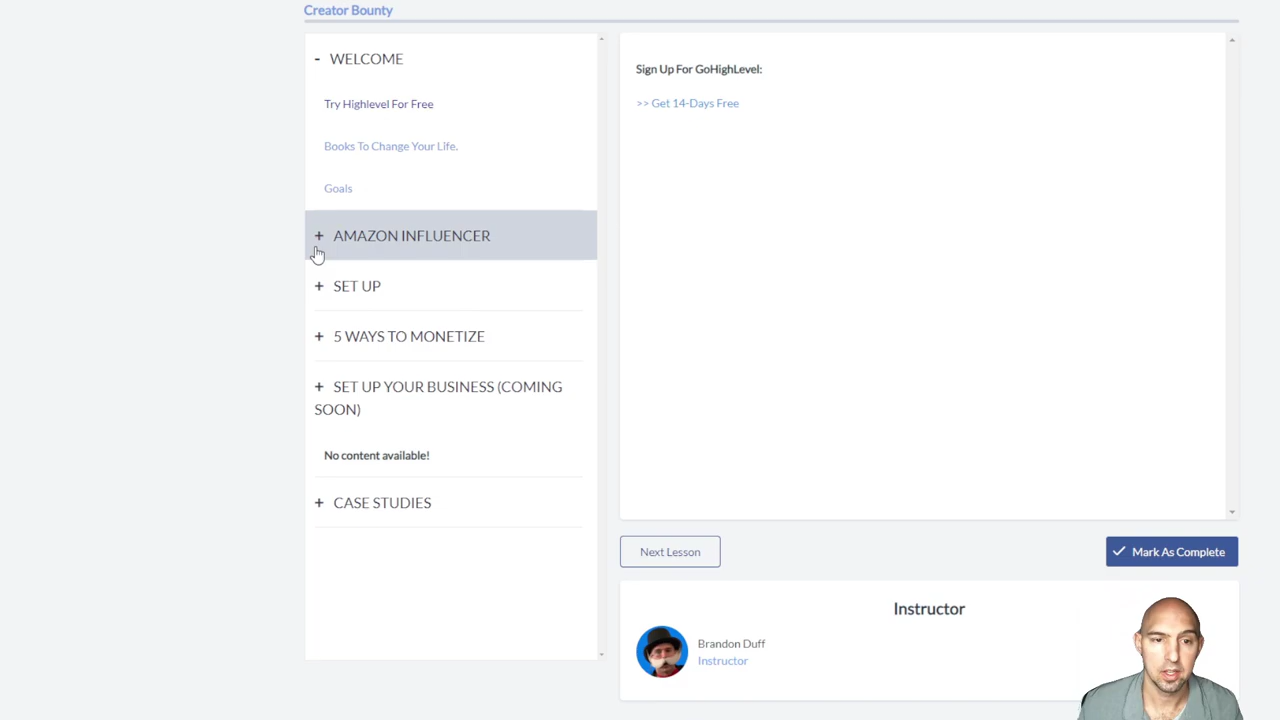 Creator Bounty
- WELCOME
Try Highlevel For Free
Books To Change Your Life.
Goals
+ AMAZON INFLUENCER
+ SET UP
+ 5 WAYS TO MONETIZE
+ SET UP YOUR BUSINESS (COMING
SOON)
No content available!
+ CASE STUDIES
Sign Up For GoHighLevel:
>> Get 14-Days Free
Next Lesson
Mark As Complete
Instructor
Brandon Duff
Instructor